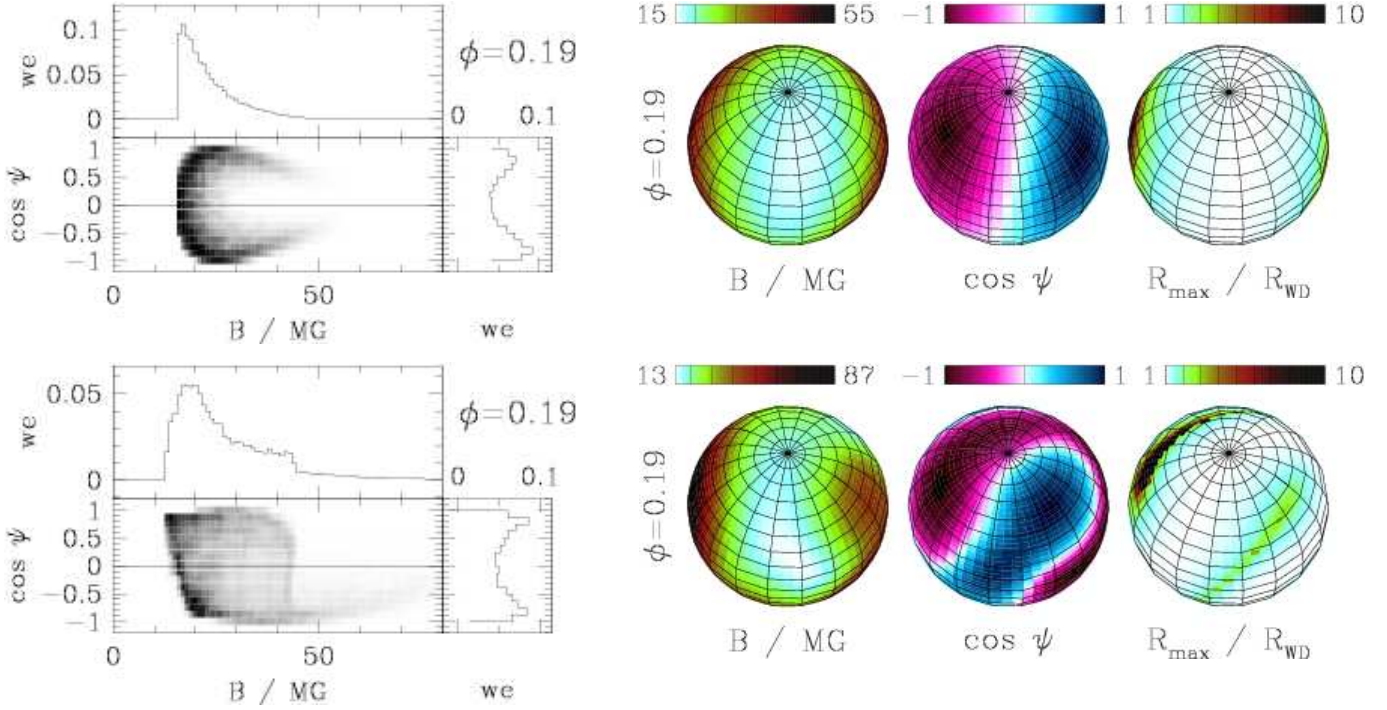 0.1
we
0.05
0
ϕ=0.19
0 0.1
1
0.5
cos ψ
0
−0.5
−1
0 50
B / MG we
15 55
−1 1
1 10
ϕ=0.19
B / MG
cos ψ
R_max / R_WD
0.05
we
0
ϕ=0.19
0 0.1
1
0.5
cos ψ
0
−0.5
−1
0 50
B / MG we
13 87
−1 1
1 10
ϕ=0.19
B / MG
cos ψ
R_max / R_WD